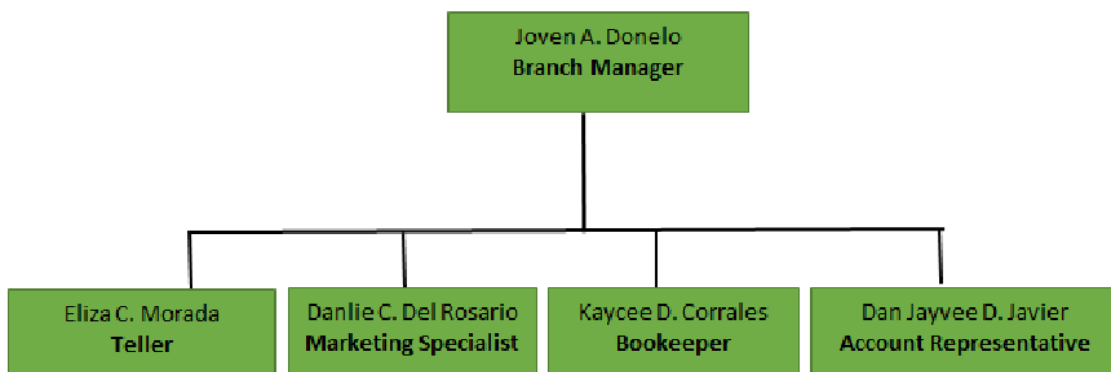 Joven A. Donelo
Branch Manager
Eliza C. Morada
Teller
Danlie C. Del Rosario
Marketing Specialist
Kaycee D. Corrales
Bookeeper
Dan Jayvee D. Javier
Account Representative